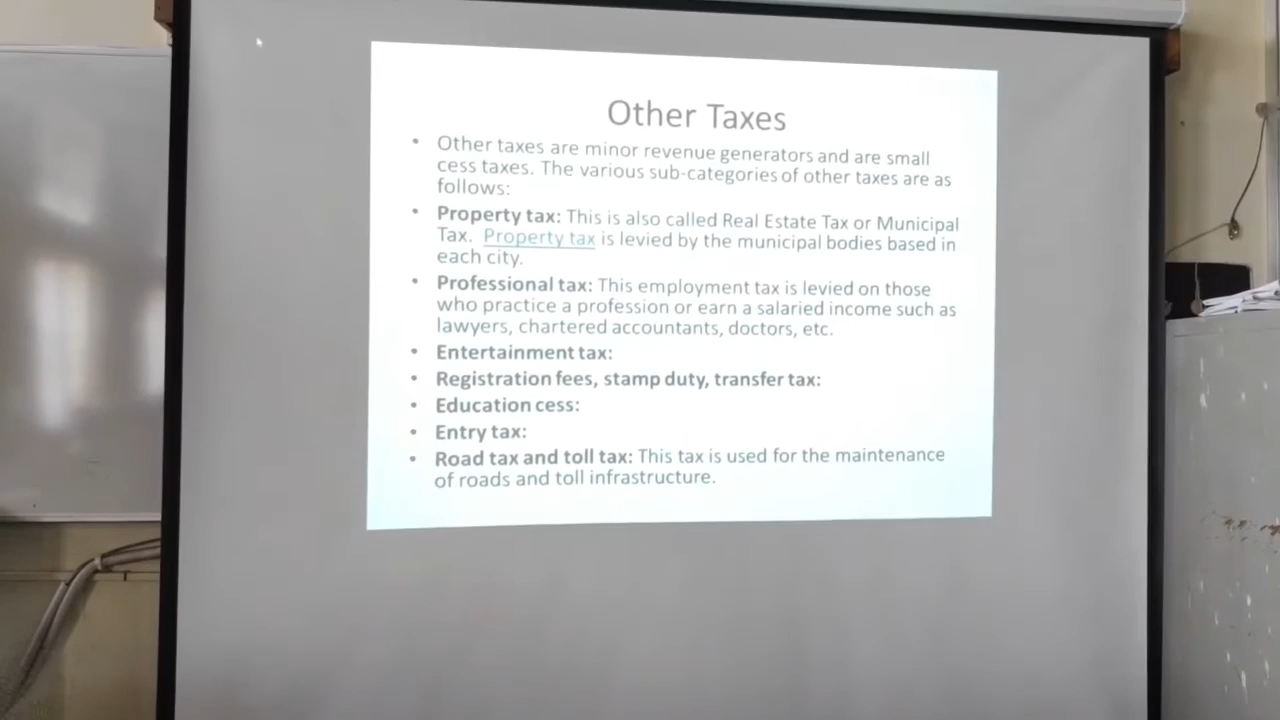 Other Taxes
• Other taxes are minor revenue generators and are small
cess taxes. The various sub-categories of other taxes are as
follows:
• Property tax: This is also called Real Estate Tax or Municipal
Tax. Property tax is levied by the municipal bodies based in
each city.
• Professional tax: This employment tax is levied on those
who practice a profession or earn a salaried income such as
lawyers, chartered accountants, doctors, etc.
• Entertainment tax:
• Registration fees, stamp duty, transfer tax:
• Education cess:
• Entry tax:
• Road tax and toll tax: This tax is used for the maintenance
of roads and toll infrastructure.